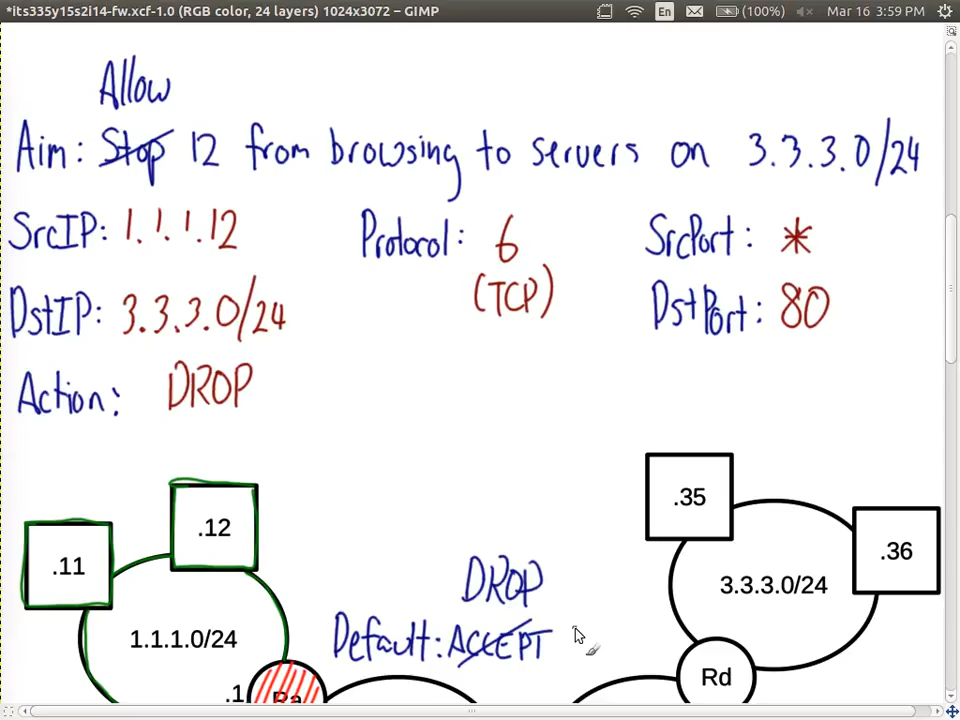 *its335y15s2i14-fw.xcf-1.0 (RGB color, 24 layers) 1024x3072 – GIMP En (100%) Mar 16 3:59 PM
Allow
Aim: Stop 12 from browsing to servers on 3.3.3.0/24
SrcIP: 1.1.1.12 Protocol: 6 SrcPort: *
(TCP)
DstIP: 3.3.3.0/24 DstPort: 80
Action: DROP
.35
.12
.36
.11
DROP
3.3.3.0/24
1.1.1.0/24
Default: ACCEPT
Rd
.1 Ra